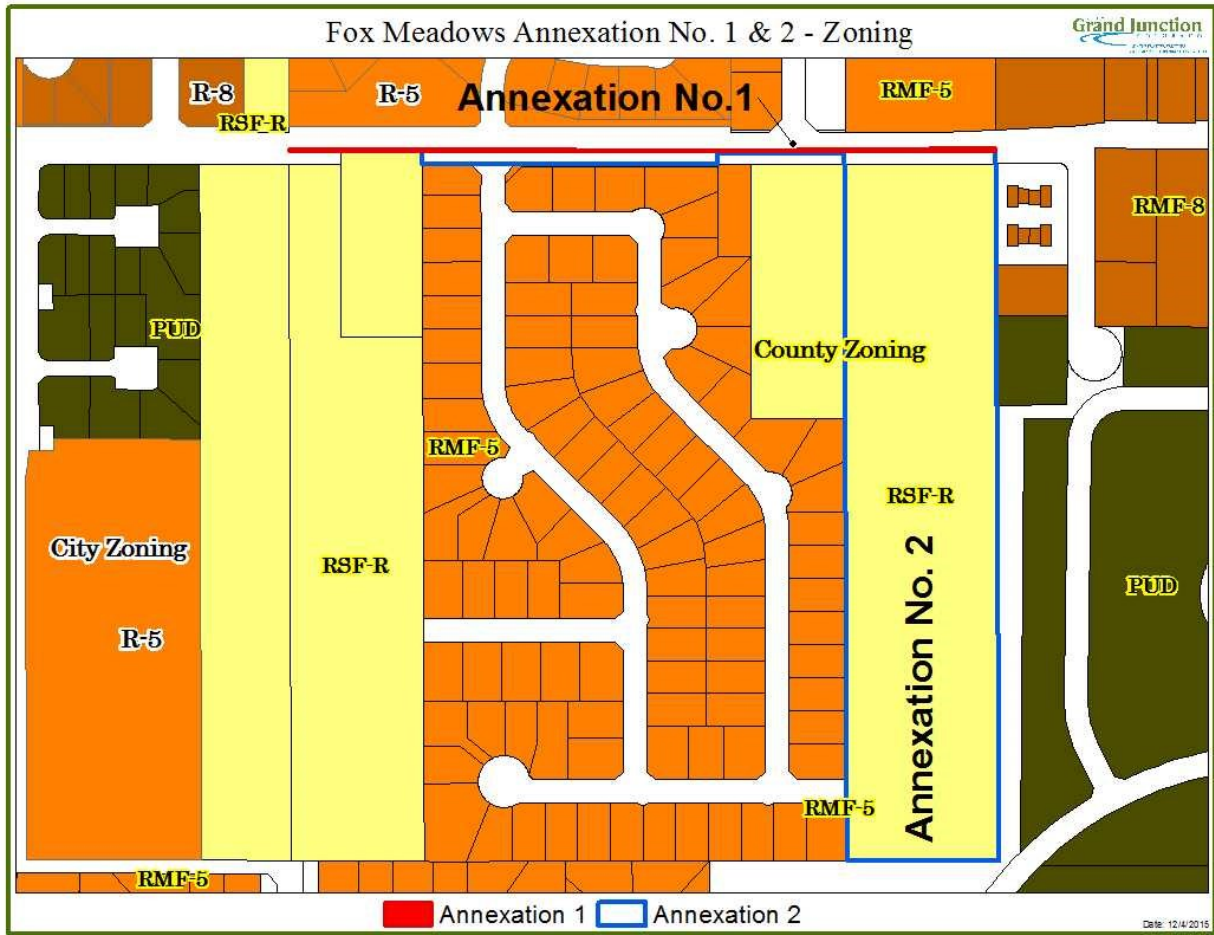 Fox Meadows Annexation No. 1 & 2 - Zoning
Grand Junction
COLORADO
R-8
R-5
Annexation No.1
RMF-5
RSF-R
RMF-8
PUD
County Zoning
RMF-5
RSF-R
City Zoning
RSF-R
R-5
PUD
Annexation No. 2
RMF-5
RMF-5
Annexation 1
Annexation 2
Date: 12/4/2015